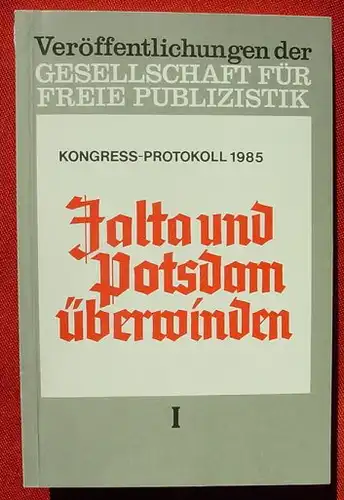 Veröffentlichungen der
GESELLSCHAFT FÜR
FREIE PUBLIZISTIK
KONGRESS-PROTOKOLL 1985
Jalta und
Potsdam
überwinden
I